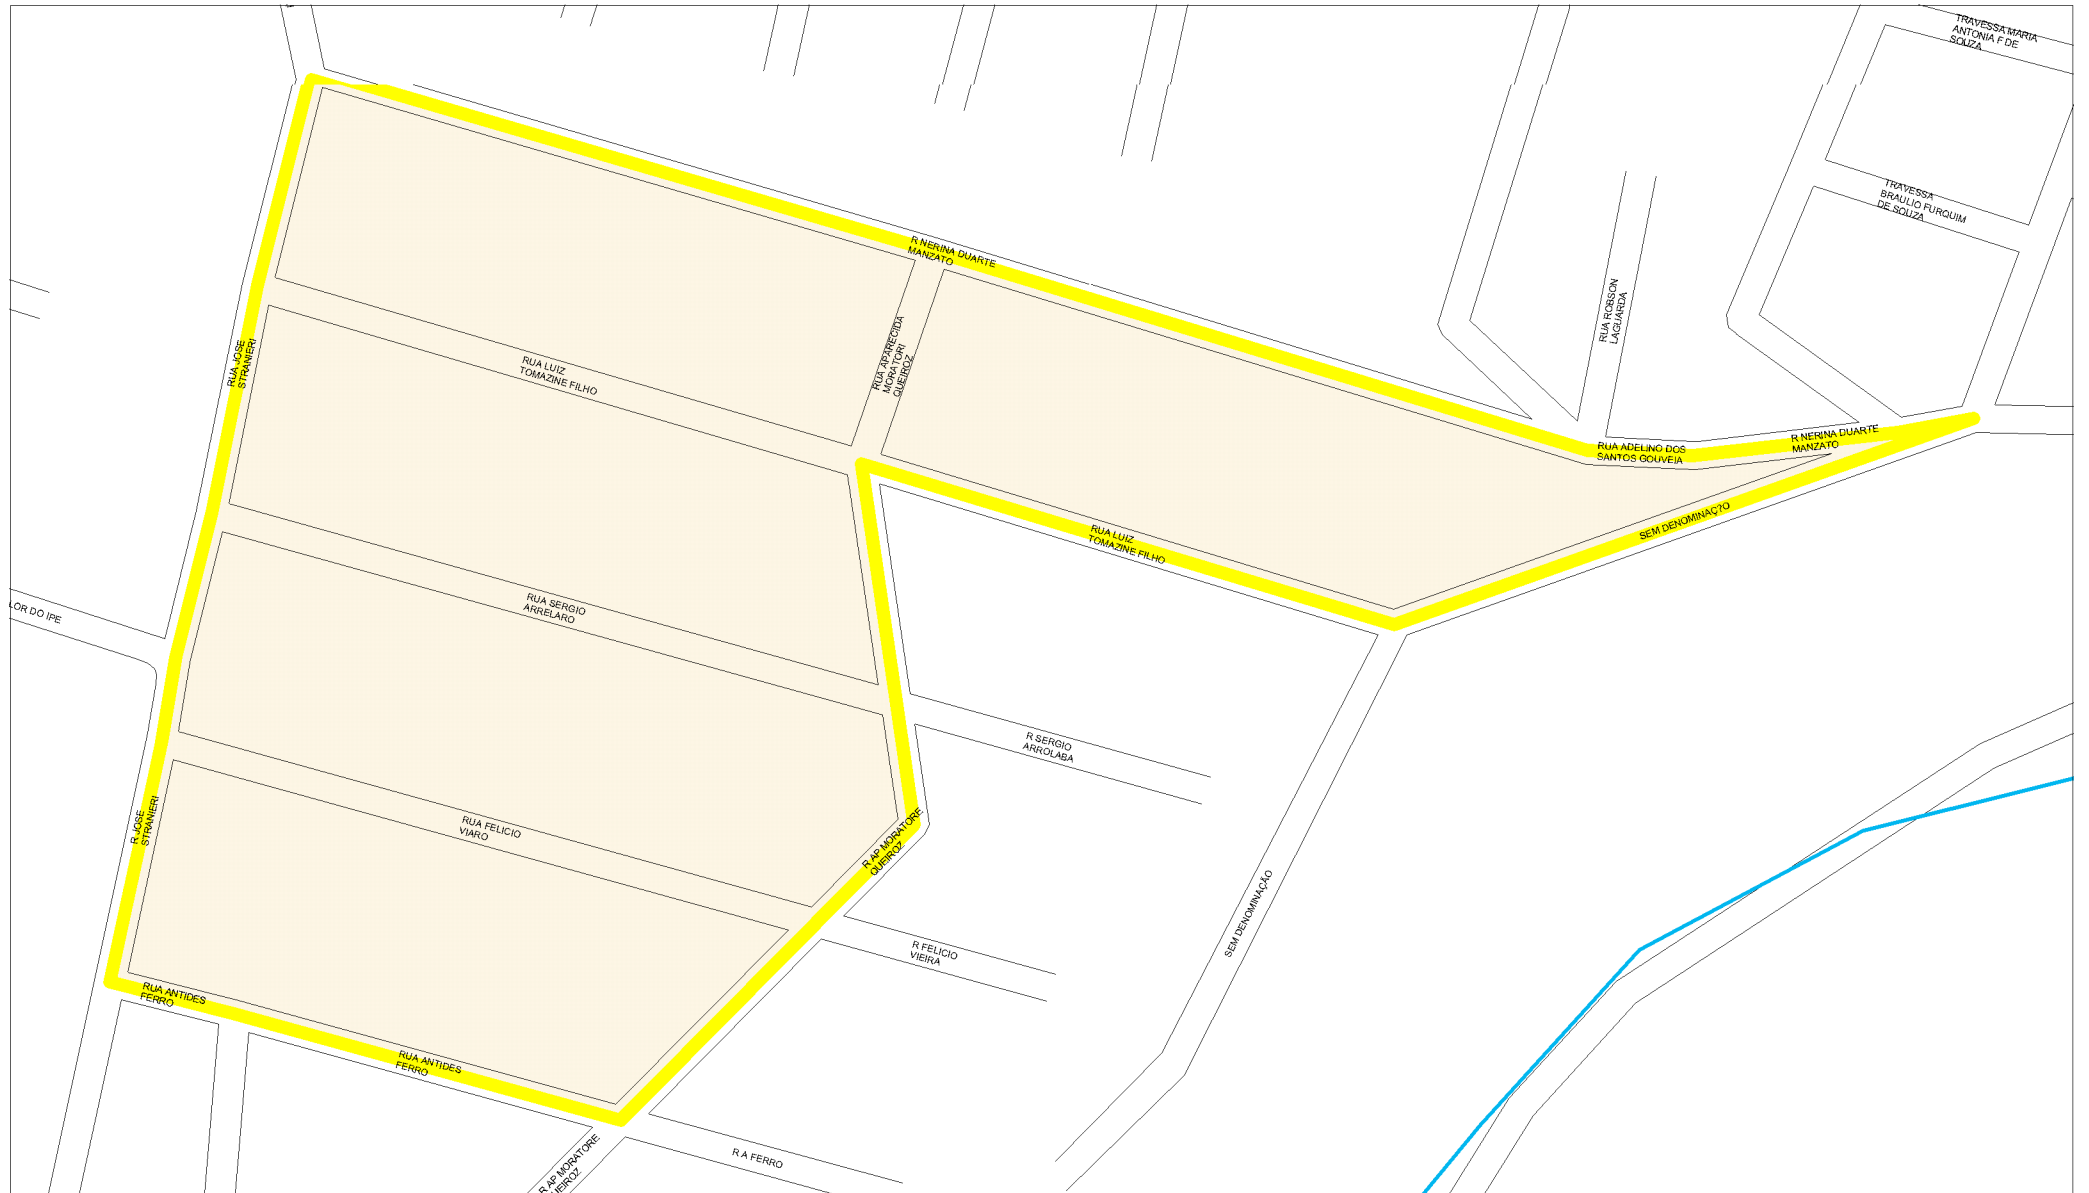 TRAVESSA MARIA
ANTONIA F DE
SOUZA
TRAVESSA
BRAULIO FURQUIM
DE SOUZA
R NERINA DUARTE
MANZATO
RUA ROBSON
LAGUARDA
RUA APARECIDA
MORATORI
QUEIROZ
RUA JOSE
STRANIERI
RUA LUIZ
TOMAZINE FILHO
R NERINA DUARTE
MANZATO
RUA ADELINO DOS
SANTOS GOUVEIA
SEM DENOMINAÇ?O
RUA LUIZ
TOMAZINE FILHO
RUA SERGIO
ARRELARO
LOR DO IPE
R SERGIO
ARROLABA
R JOSE
STRANIERI
RUA FELICIO
VIARO
R AP MORATORE
QUEIROZ
SEM DENOMINAÇÃO
R FELICIO
VIEIRA
RUA ANTIDES
FERRO
RUA ANTIDES
FERRO
R A FERRO
R AP MORATORE
UEIROZ